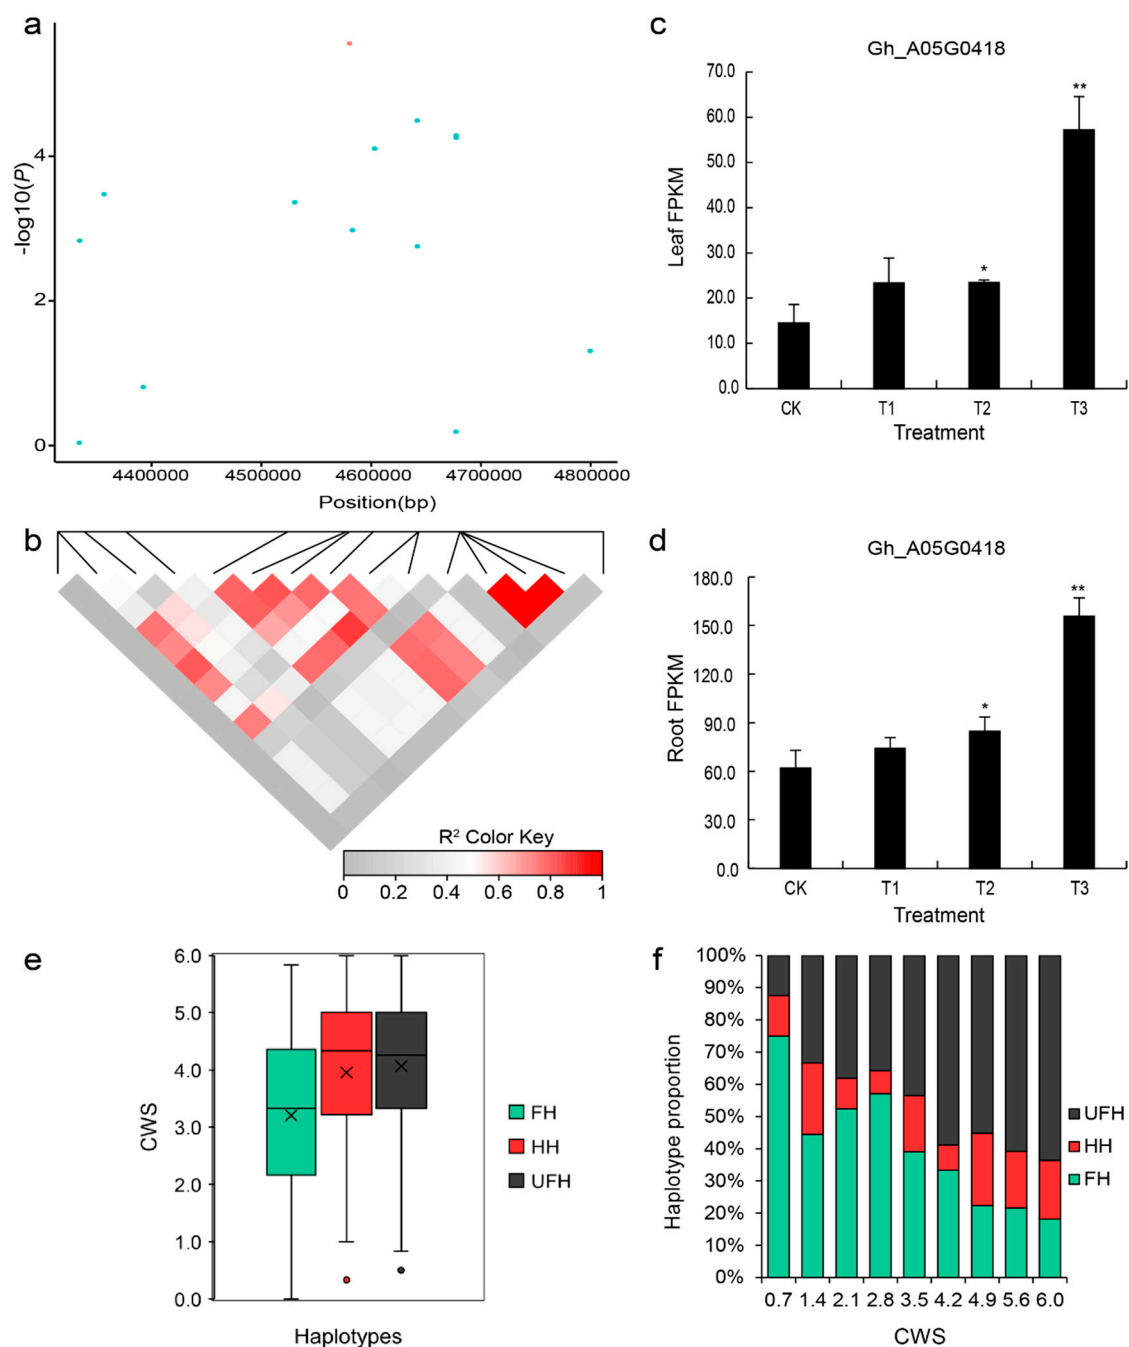 a
-log10(P)
4
2
0
4400000 4500000 4600000 4700000 4800000
Position(bp)
b
R² Color Key
0 0.2 0.4 0.6 0.8 1
c
Gh_A05G0418
Leaf FPKM
70.0
60.0
50.0
40.0
30.0
20.0
10.0
0.0
*
**
CK T1 T2 T3
Treatment
d
Gh_A05G0418
Root FPKM
180.0
150.0
120.0
90.0
60.0
30.0
0.0
*
**
CK T1 T2 T3
Treatment
e
CWS
6.0
5.0
4.0
3.0
2.0
1.0
0.0
FH
HH
UFH
Haplotypes
f
Haplotype proportion
100%
90%
80%
70%
60%
50%
40%
30%
20%
10%
0%
0.7 1.4 2.1 2.8 3.5 4.2 4.9 5.6 6.0
CWS
UFH
HH
FH